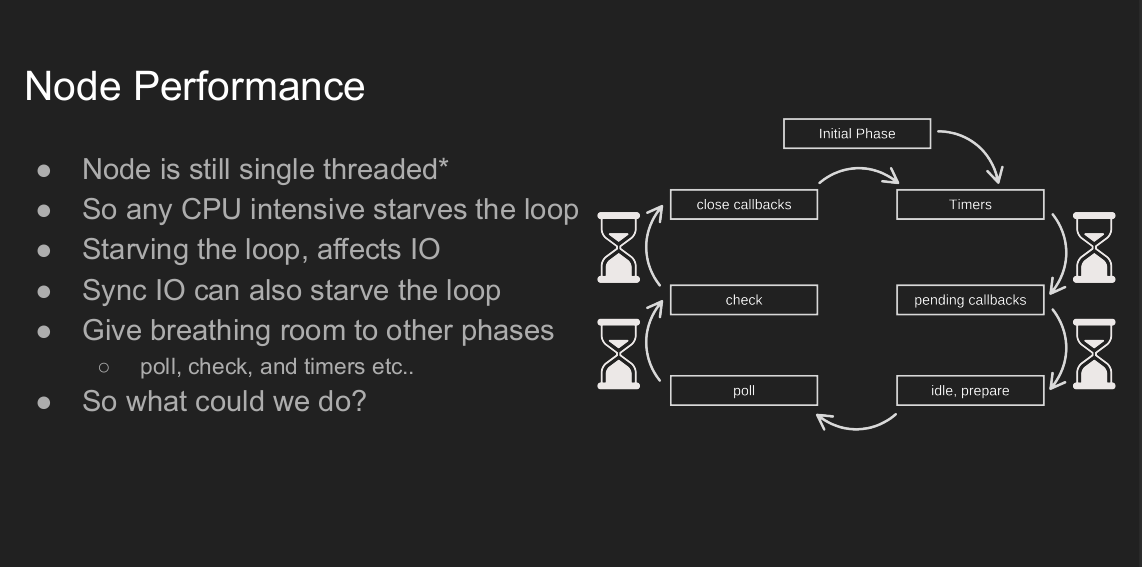 Node Performance
● Node is still single threaded*
● So any CPU intensive starves the loop
● Starving the loop, affects IO
● Sync IO can also starve the loop
● Give breathing room to other phases
○ poll, check, and timers etc..
● So what could we do?
Initial Phase
close callbacks
Timers
check
pending callbacks
poll
idle, prepare